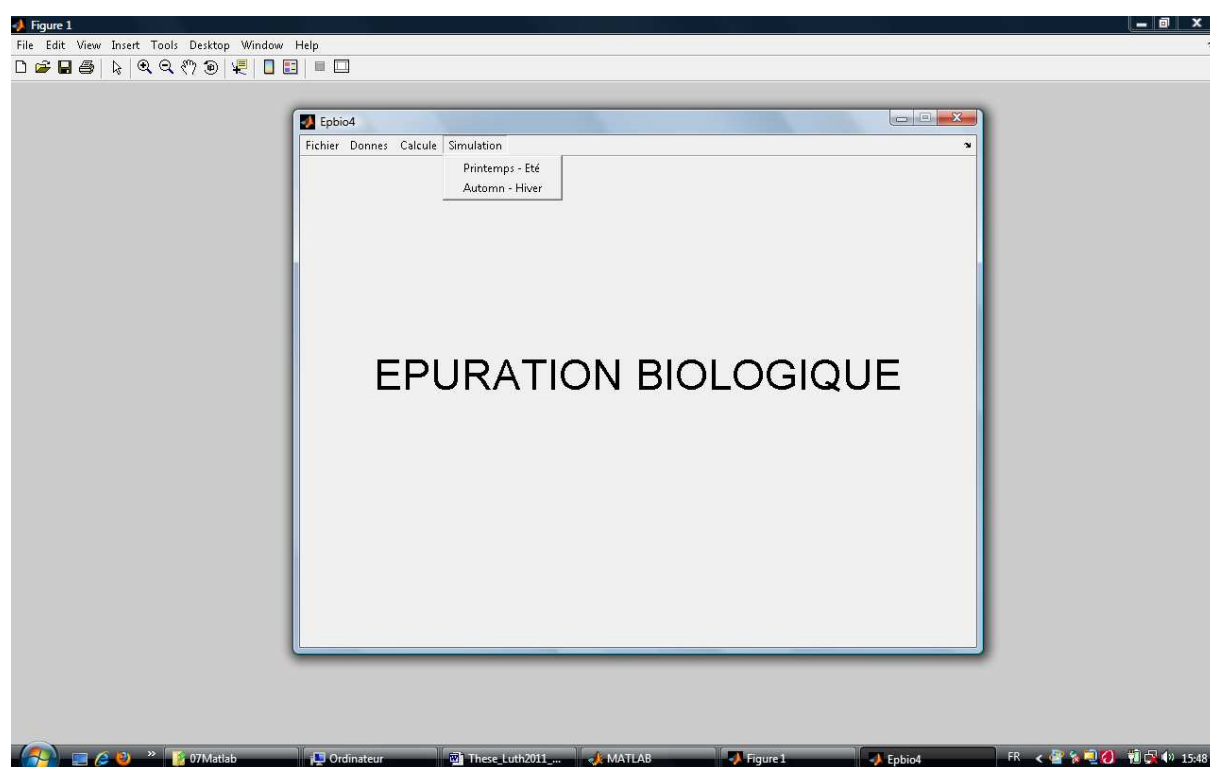 Figure 1
File Edit View Insert Tools Desktop Window Help
Epbio4
Fichier Donnes Calcule Simulation
Printemps - Eté
Automn - Hiver
EPURATION BIOLOGIQUE
07Matlab Ordinateur These_Luth2011_... MATLAB Figure 1 Epbio4 FR 15:48